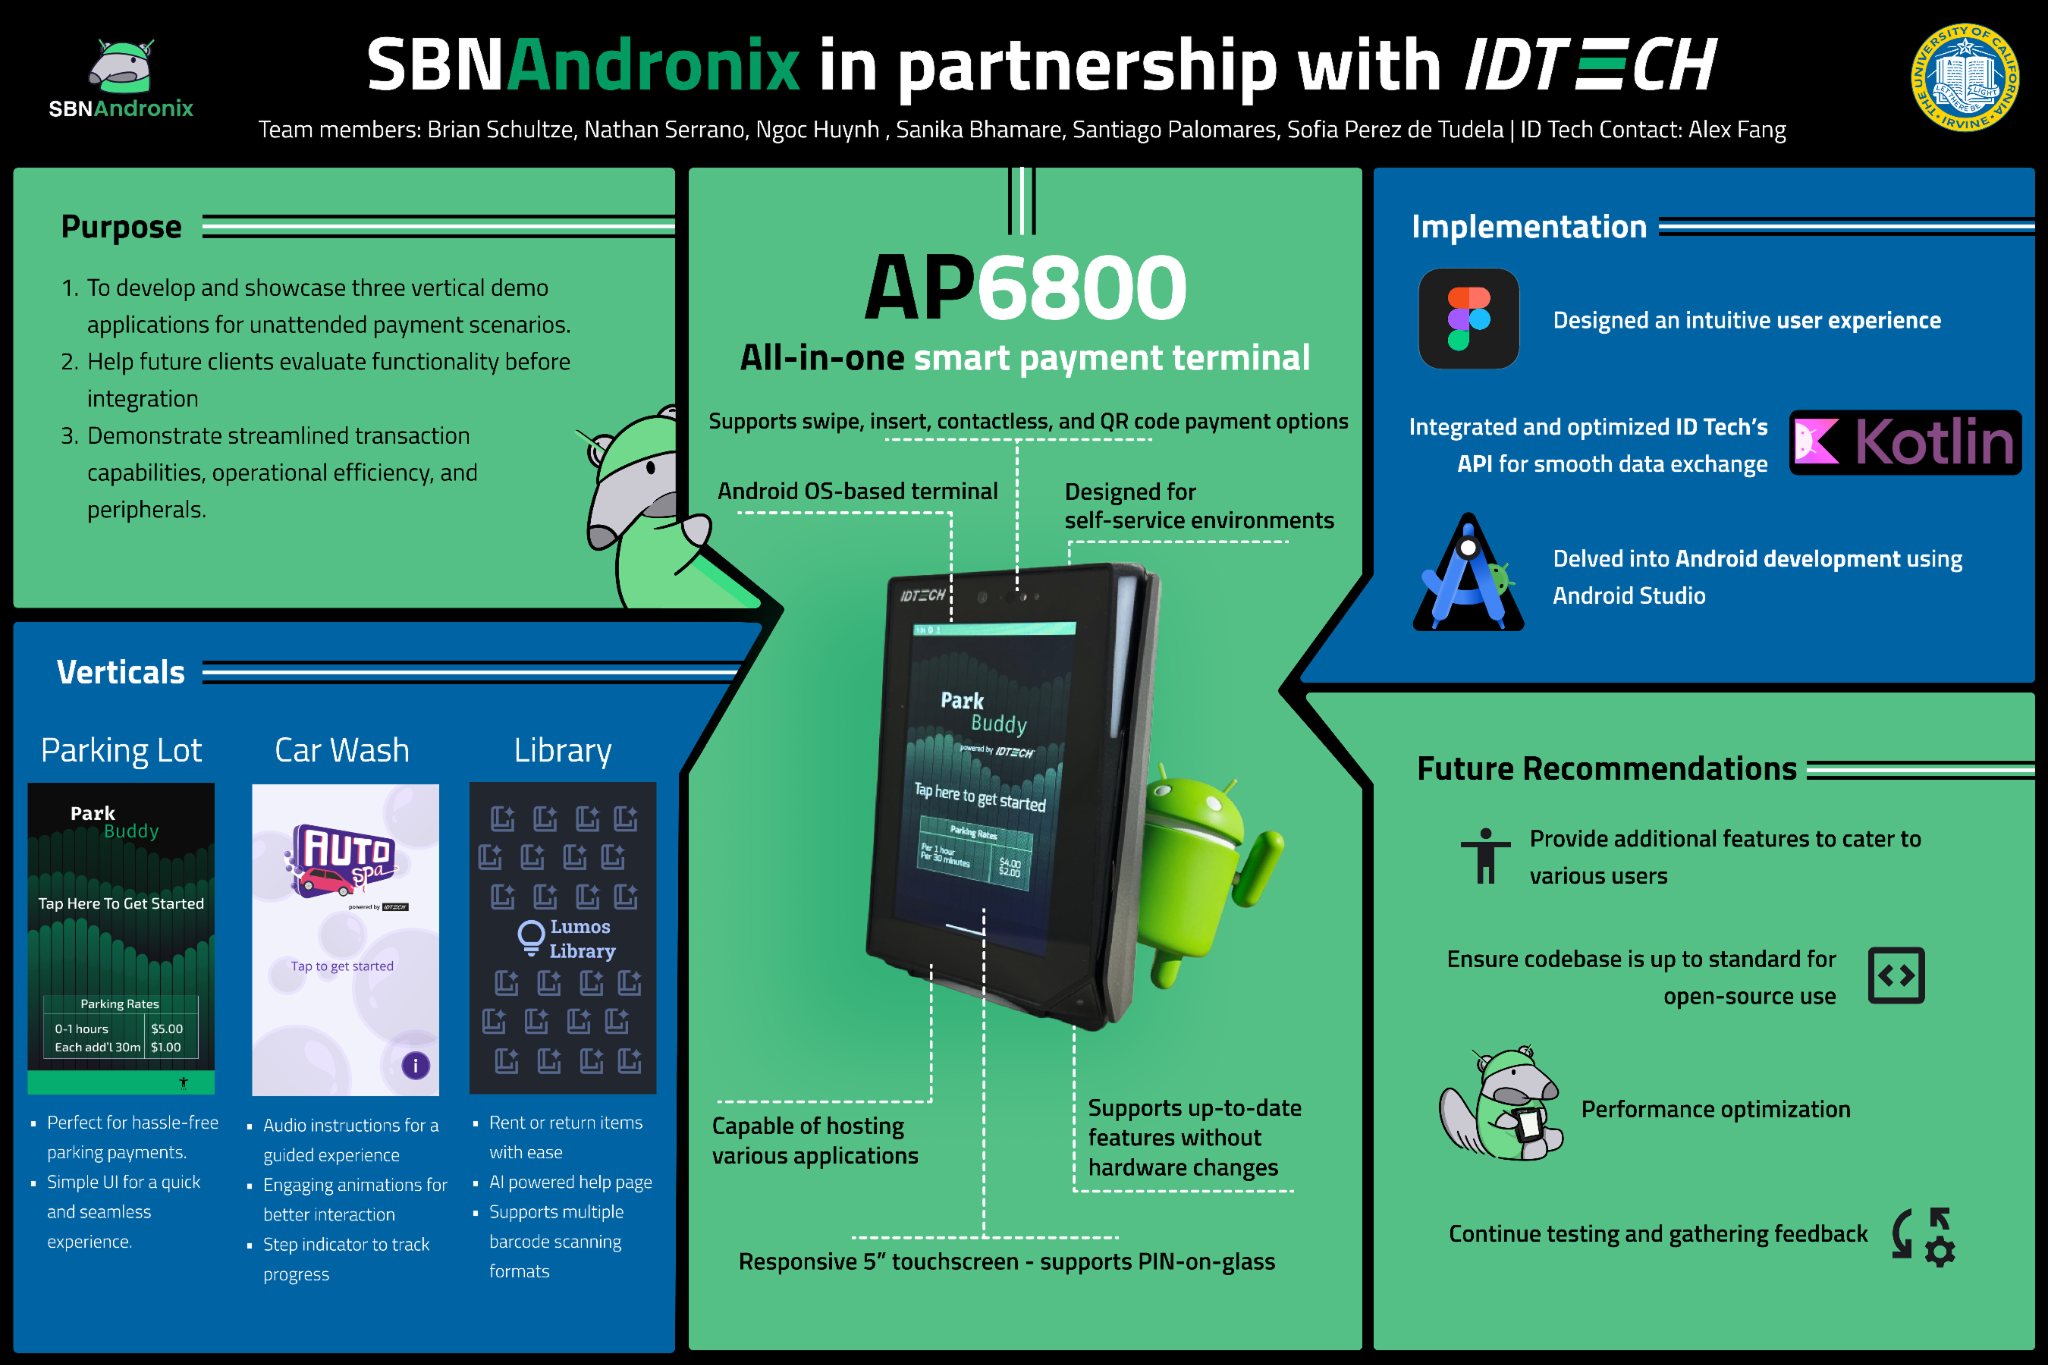 SBNAndronix in partnership with IDTECH
SBNAndronix
Team members: Brian Schultze, Nathan Serrano, Ngoc Huynh , Sanika Bhamare, Santiago Palomares, Sofia Perez de Tudela | ID Tech Contact: Alex Fang
THE UNIVERSITY OF CALIFORNIA
LET THERE BE LIGHT
IRVINE
Purpose
1. To develop and showcase three vertical demo
applications for unattended payment scenarios.
2. Help future clients evaluate functionality before
integration
3. Demonstrate streamlined transaction
capabilities, operational efficiency, and
peripherals.
Verticals
Parking Lot
Park
Buddy
Tap Here To Get Started
Parking Rates
0-1 hours $5.00
Each add'l 30m $1.00
▪ Perfect for hassle-free
parking payments.
▪ Simple UI for a quick
and seamless
experience.
Car Wash
AUTO
spa
powered by IDTECH
Tap to get started
i
▪ Audio instructions for a
guided experience
▪ Engaging animations for
better interaction
▪ Step indicator to track
progress
Library
Lumos
Library
▪ Rent or return items
with ease
▪ AI powered help page
▪ Supports multiple
barcode scanning
formats
AP6800
All-in-one smart payment terminal
Supports swipe, insert, contactless, and QR code payment options
Android OS-based terminal
Designed for
self-service environments
IDTECH
Park
Buddy
powered by IDTECH
Tap here to get started
Parking Rates
Per 1 hour $4.00
Per 30 minutes $2.00
Capable of hosting
various applications
Supports up-to-date
features without
hardware changes
Responsive 5” touchscreen - supports PIN-on-glass
Implementation
Designed an intuitive user experience
Integrated and optimized ID Tech’s
API for smooth data exchange
Kotlin
Delved into Android development using
Android Studio
Future Recommendations
Provide additional features to cater to
various users
Ensure codebase is up to standard for
open-source use
Performance optimization
Continue testing and gathering feedback